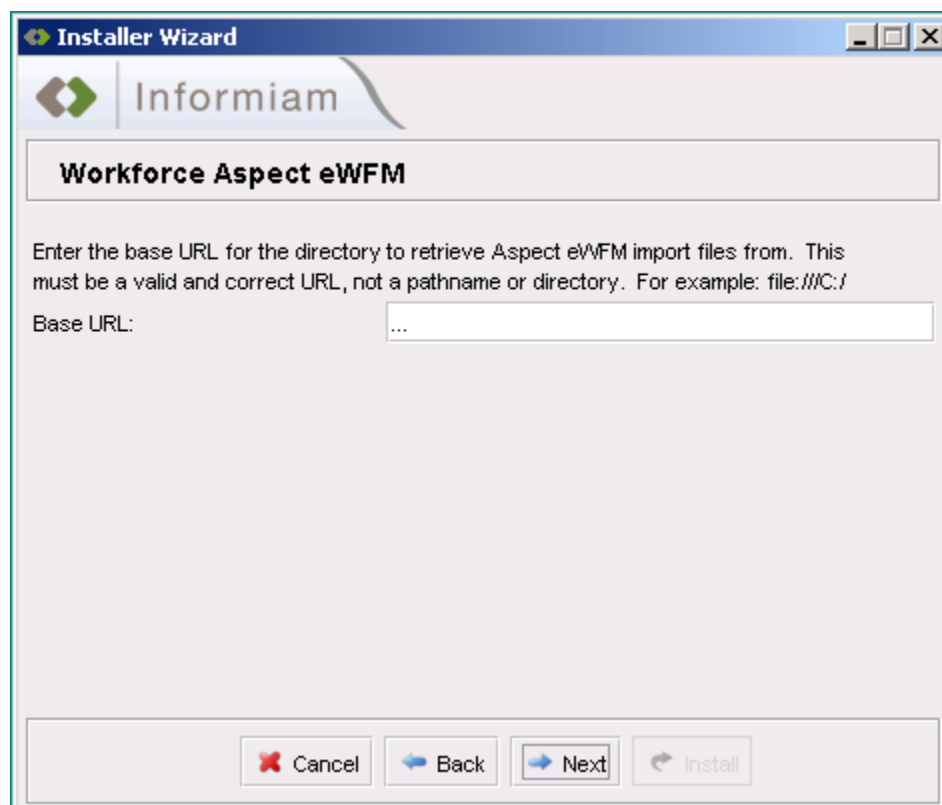 Installer Wizard
Informiam
Workforce Aspect eWFM
Enter the base URL for the directory to retrieve Aspect eWFM import files from. This
must be a valid and correct URL, not a pathname or directory. For example: file:///C:/
Base URL: ...
Cancel Back Next Install